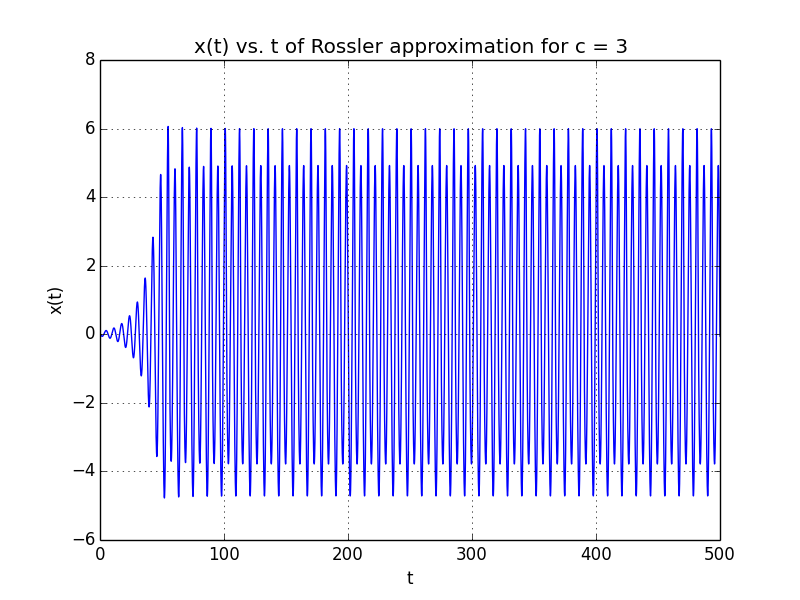 x(t) vs. t of Rossler approximation for c = 3
8
6
4
2
0
−2
−4
−6
x(t)
0 100 200 300 400 500
t